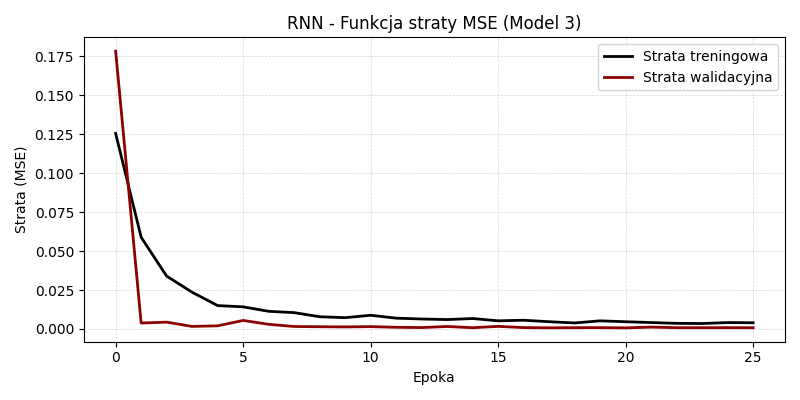 RNN - Funkcja straty MSE (Model 3)
Strata treningowa
Strata walidacyjna
Strata (MSE)
0.175
0.150
0.125
0.100
0.075
0.050
0.025
0.000
0 5 10 15 20 25
Epoka